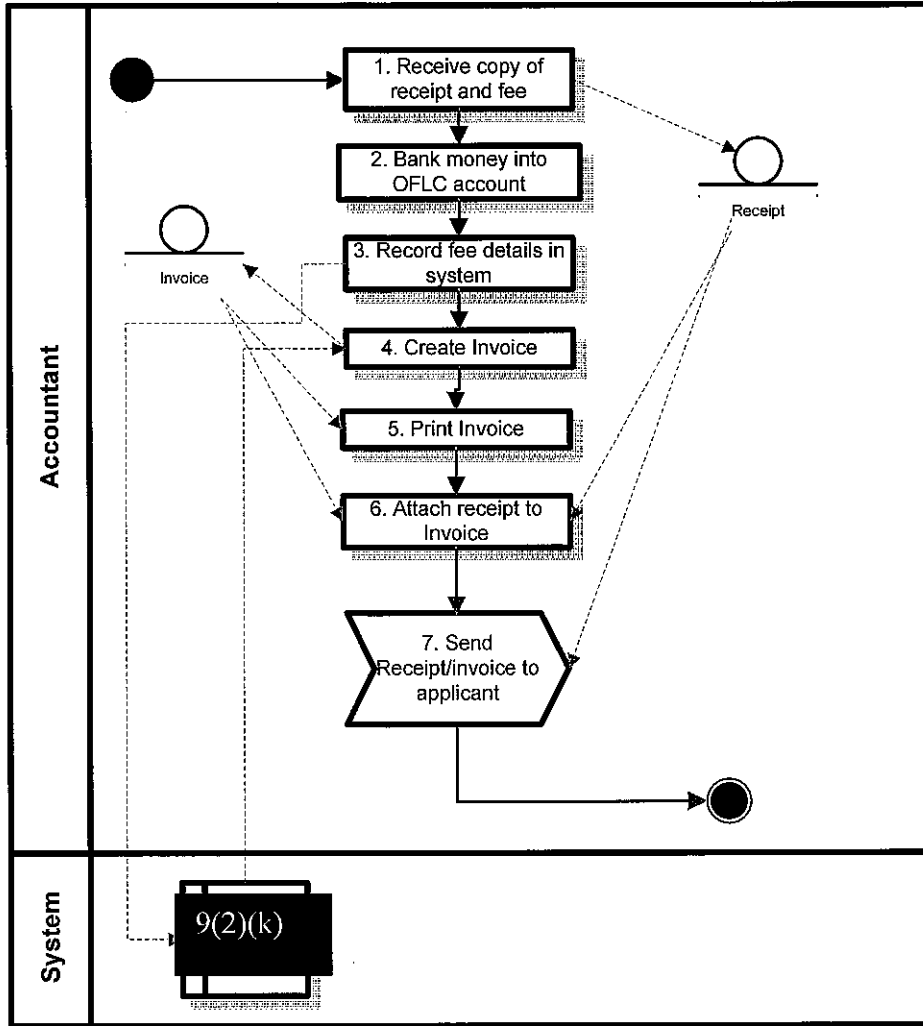 Accountant
1. Receive copy of
receipt and fee
2. Bank money into
OFLC account
Receipt
3. Record fee details in
system
Invoice
4. Create Invoice
5. Print Invoice
6. Attach receipt to
Invoice
7. Send
Receipt/invoice to
applicant
System
9(2)(k)